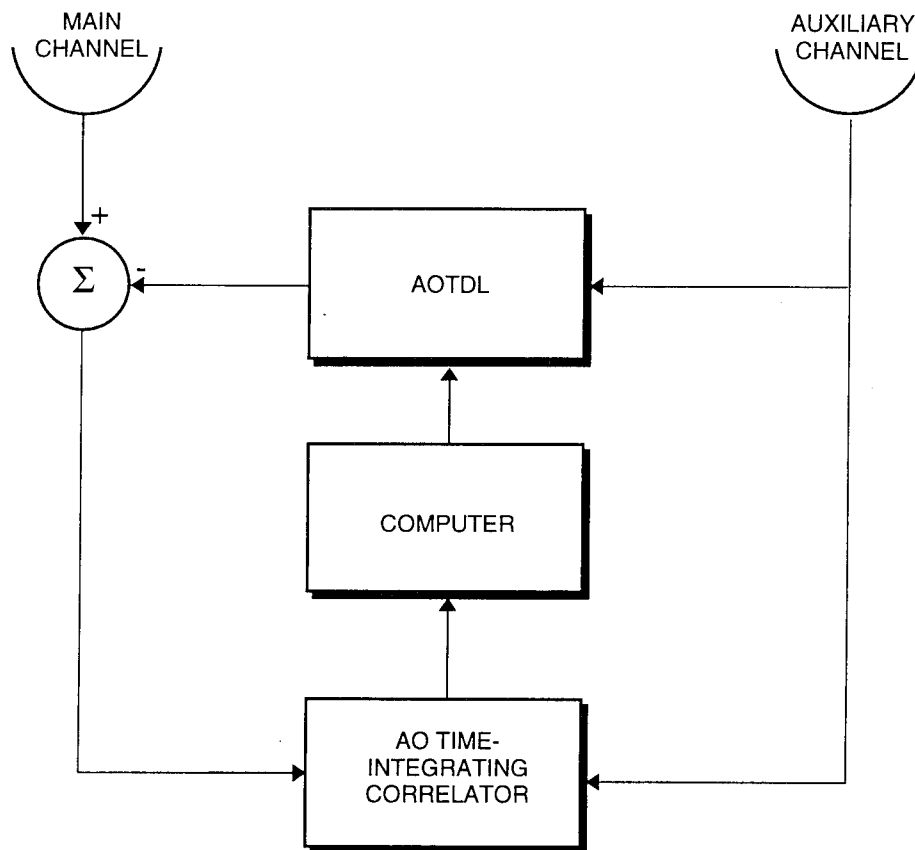 MAIN
CHANNEL
AUXILIARY
CHANNEL
+
Σ
-
AOTDL
COMPUTER
AO TIME-
INTEGRATING
CORRELATOR